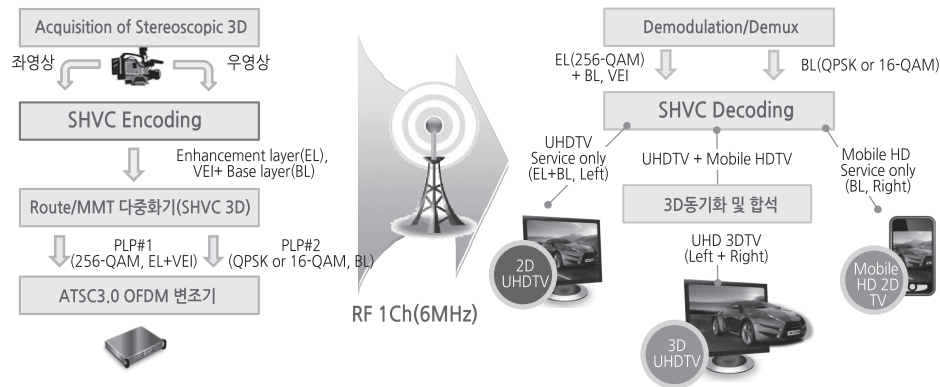 Acquisition of Stereoscopic 3D
좌영상
우영상
SHVC Encoding
Enhancement layer(EL),
VEI+ Base layer(BL)
Route/MMT 다중화기(SHVC 3D)
PLP#1
(256-QAM, EL+VEI)
PLP#2
(QPSK or 16-QAM, BL)
ATSC3.0 OFDM 변조기
RF 1Ch(6MHz)
Demodulation/Demux
EL(256-QAM)
+ BL, VEI
BL(QPSK or 16-QAM)
SHVC Decoding
UHDTV
Service only
(EL+BL, Left)
UHDTV + Mobile HDTV
Mobile HD
Service only
(BL, Right)
3D동기화 및 합석
UHD 3DTV
(Left + Right)
2D
UHDTV
3D
UHDTV
Mobile
HD 2D
TV